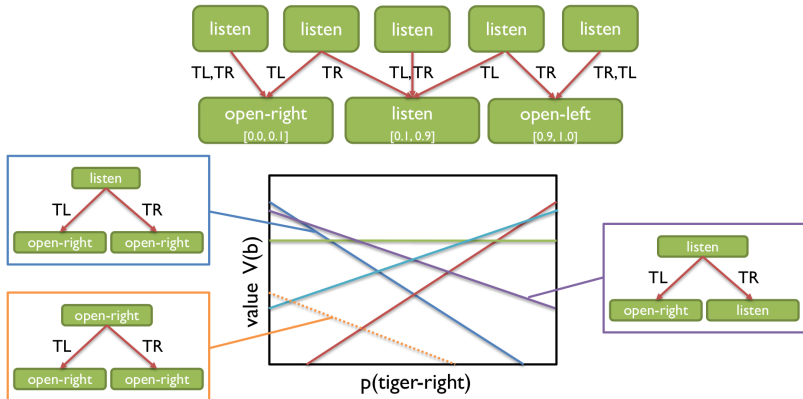 listen listen listen listen listen
TL,TR TL TR TL,TR TL TR TR,TL
open-right listen open-left
[0.0, 0.1] [0.1, 0.9] [0.9, 1.0]
listen
TL TR
open-right open-right
open-right
TL TR
open-right open-right
value V(b)
p(tiger-right)
listen
TL TR
open-right listen